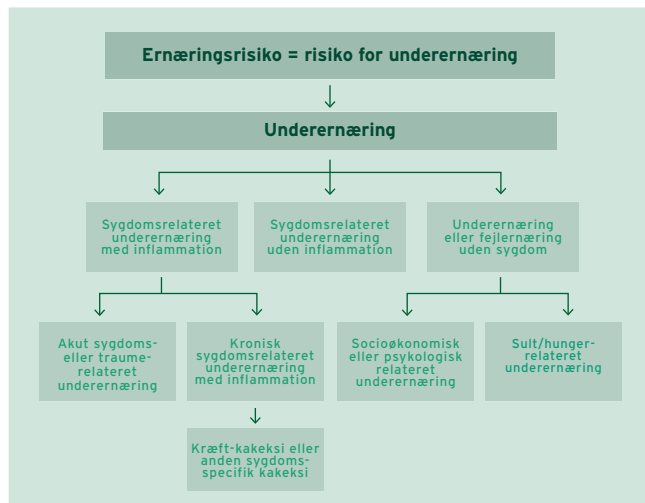 Ernæringsrisiko = risiko for underernæring
Underernæring
Sygdomsrelateret
underernæring
med inflammation
Sygdomsrelateret
underernæring
uden inflammation
Underernæring
eller fejlernæring
uden sygdom
Akut sygdoms-
eller traume-
relateret
underernæring
Kronisk
sygdomsrelateret
underernæring
med inflammation
Socioøkonomisk
eller psykologisk
relateret
underernæring
Sult/hunger-
relateret
underernæring
Kræft-kakeksi eller
anden sygdoms-
specifik kakeksi